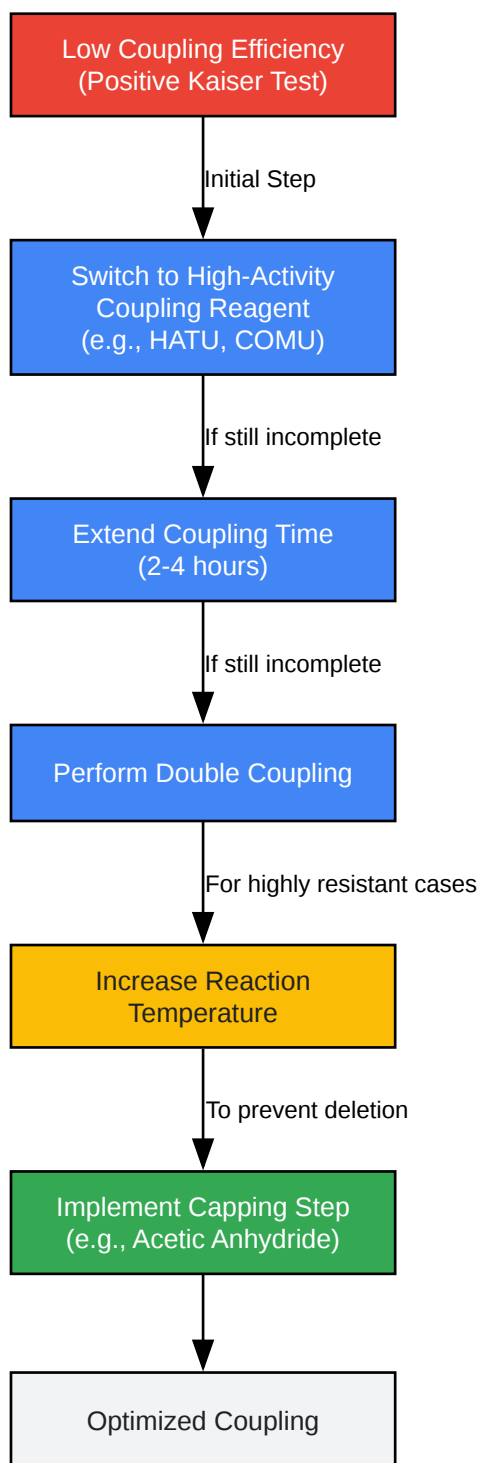 Low Coupling Efficiency
(Positive Kaiser Test)
Initial Step
Switch to High-Activity
Coupling Reagent
(e.g., HATU, COMU)
If still incomplete
Extend Coupling Time
(2-4 hours)
If still incomplete
Perform Double Coupling
For highly resistant cases
Increase Reaction
Temperature
To prevent deletion
Implement Capping Step
(e.g., Acetic Anhydride)
Optimized Coupling